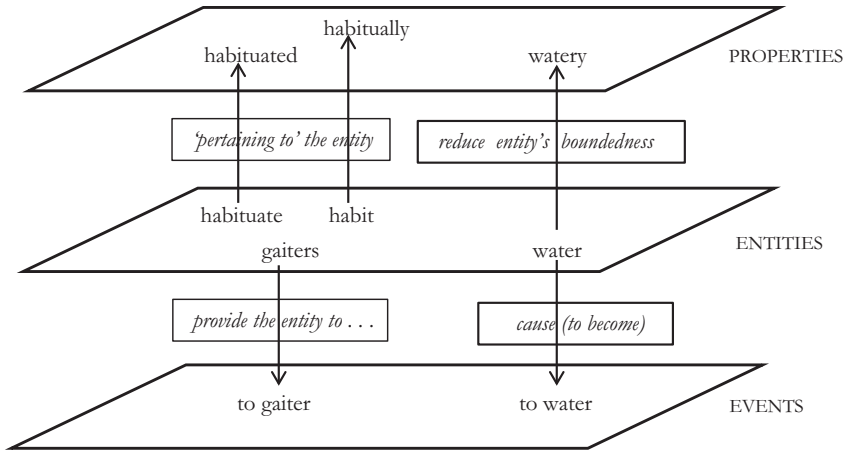 habitually
habituated
watery
PROPERTIES
‘pertaining to’ the entity
reduce entity’s boundedness
habituate
habit
ENTITIES
gaiters
water
provide the entity to . . .
cause (to become)
to gaiter
to water
EVENTS